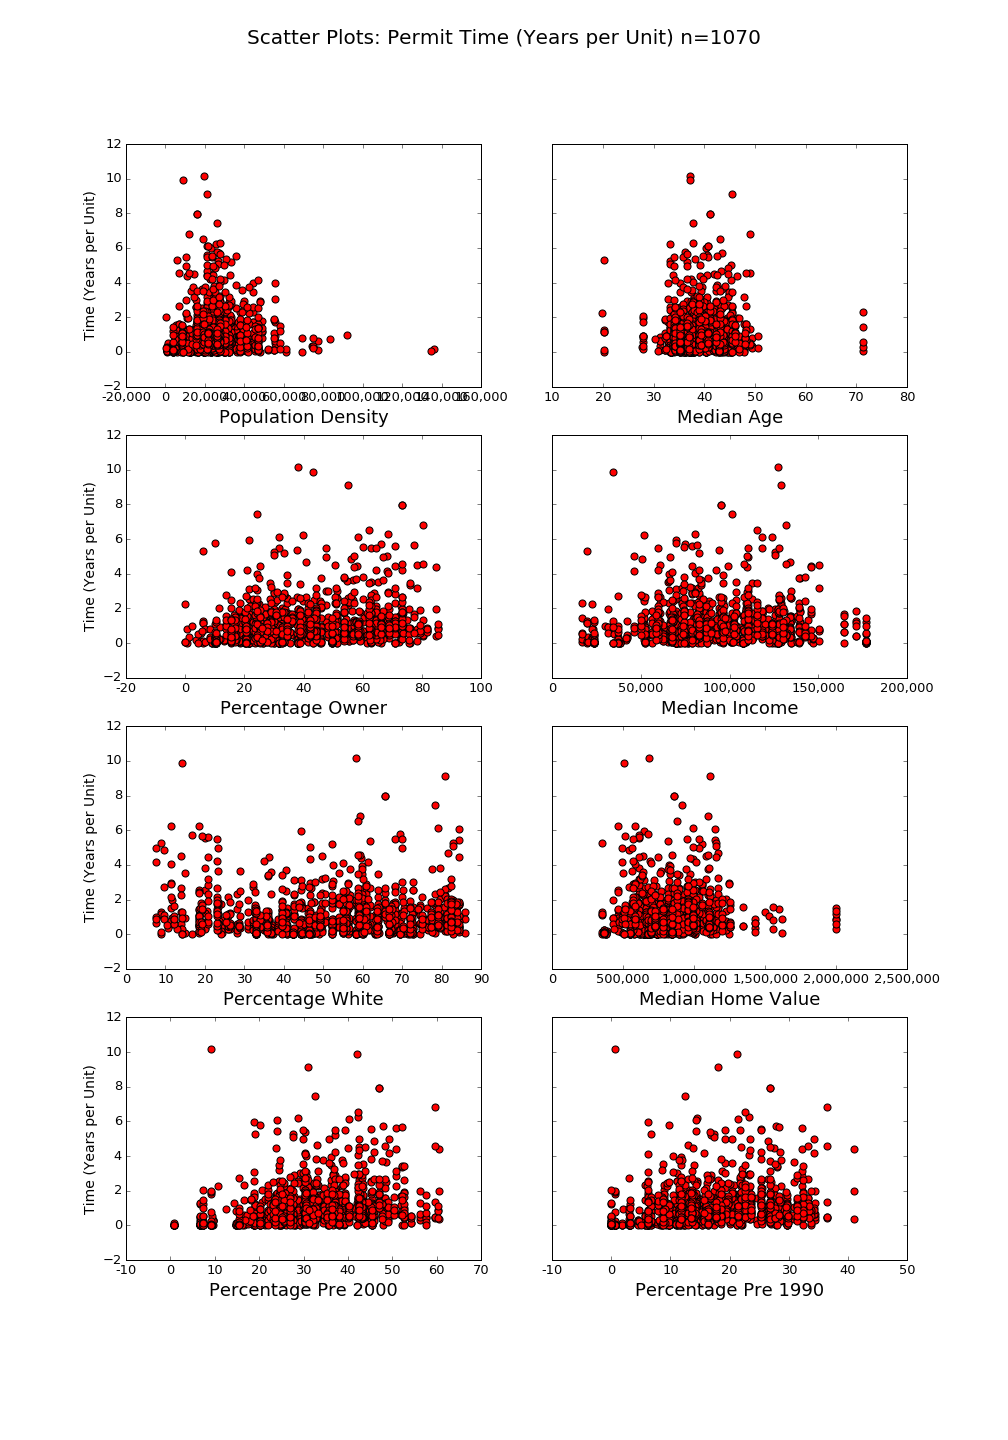 Scatter Plots: Permit Time (Years per Unit) n=1070
12
10
8
6
4
2
0
−2
Time (Years per Unit)
-20,000 0 20,000 40,000 60,000 80,000 100,000 120,000 140,000 160,000
Population Density
10 20 30 40 50 60 70 80
Median Age
12
10
8
6
4
2
0
−2
Time (Years per Unit)
-20 0 20 40 60 80 100
Percentage Owner
0 50,000 100,000 150,000 200,000
Median Income
12
10
8
6
4
2
0
−2
Time (Years per Unit)
0 10 20 30 40 50 60 70 80 90
Percentage White
0 500,000 1,000,000 1,500,000 2,000,000 2,500,000
Median Home Value
12
10
8
6
4
2
0
−2
Time (Years per Unit)
-10 0 10 20 30 40 50 60 70
Percentage Pre 2000
-10 0 10 20 30 40 50
Percentage Pre 1990